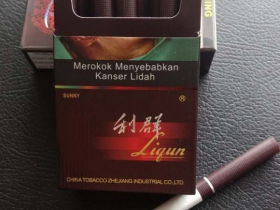 Merokok Menyebabkan
Kanser Lidah
SUNNY
®
利群
Liqun
CHINA TOBACCO ZHEJIANG INDUSTRIAL CO.,LTD.